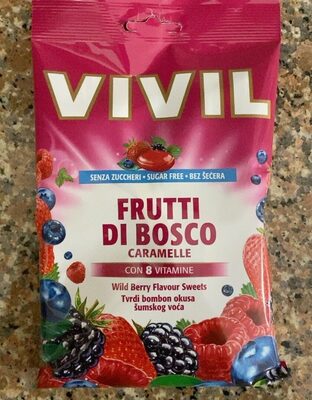 VIVIL
SENZA ZUCCHERI • SUGAR FREE • BEZ ŠEĆERA
FRUTTI
DI BOSCO
CARAMELLE
CON 8 VITAMINE
Wild Berry Flavour Sweets
Tvrdi bombon okusa
šumskog voća